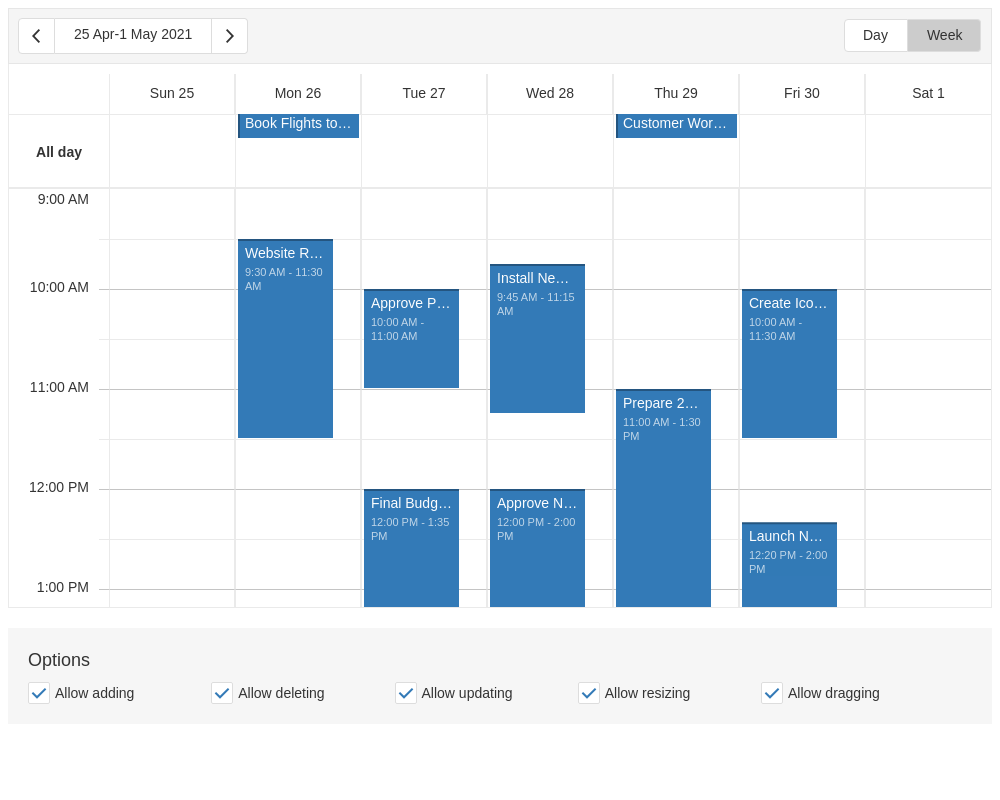 25 Apr-1 May 2021
Day
Week
Sun 25
Mon 26
Tue 27
Wed 28
Thu 29
Fri 30
Sat 1
All day
Book Flights to…
Customer Wor…
9:00 AM
10:00 AM
11:00 AM
12:00 PM
1:00 PM
Website R…
9:30 AM - 11:30
AM
Approve P…
10:00 AM -
11:00 AM
Final Budg…
12:00 PM - 1:35
PM
Install Ne…
9:45 AM - 11:15
AM
Approve N…
12:00 PM - 2:00
PM
Prepare 2…
11:00 AM - 1:30
PM
Create Ico…
10:00 AM -
11:30 AM
Launch N…
12:20 PM - 2:00
PM
Options
Allow adding
Allow deleting
Allow updating
Allow resizing
Allow dragging